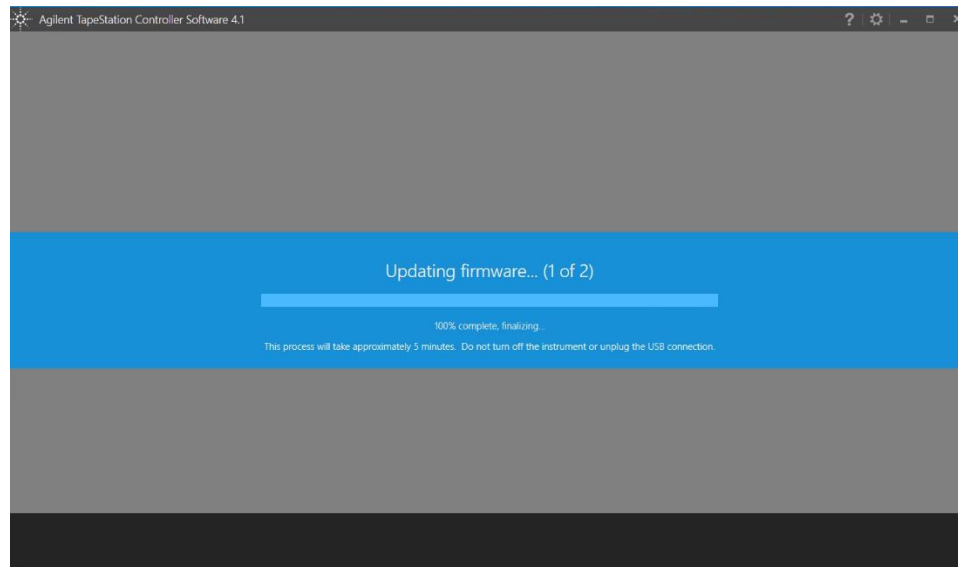 Agilent TapeStation Controller Software 4.1
Updating firmware... (1 of 2)
100% complete, finalizing...
This process will take approximately 5 minutes. Do not turn off the instrument or unplug the USB connection.